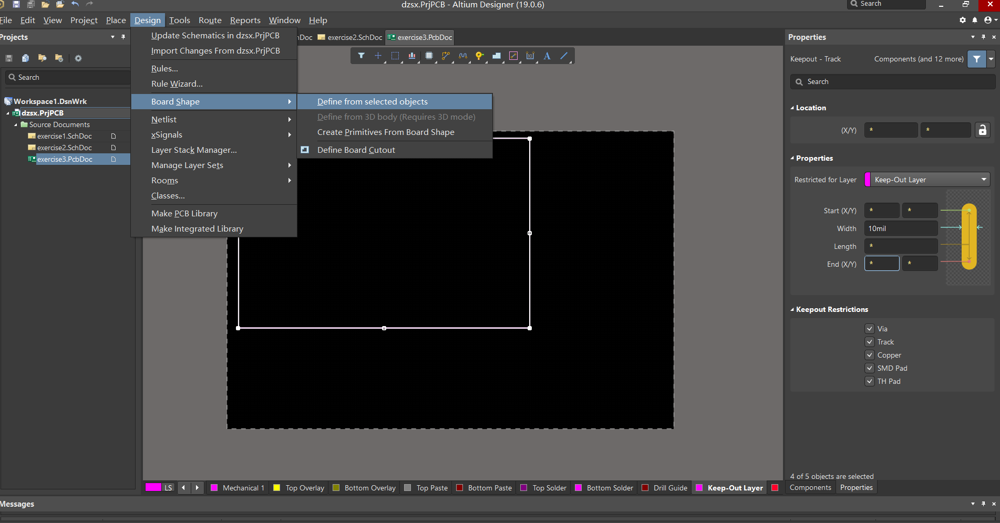 dzsx.PrjPCB - Altium Designer (19.0.6)
Search
File Edit View Project Place Design Tools Route Reports Window Help
Projects
Search
Workspace1.DsnWrk
dzsx.PrjPCB
Source Documents
exercise1.SchDoc
exercise2.SchDoc
exercise3.PcbDoc
Update Schematics in dzsx.PrjPCB
Import Changes From dzsx.PrjPCB
Rules...
Rule Wizard...
Board Shape
Netlist
xSignals
Layer Stack Manager...
Manage Layer Sets
Rooms
Classes...
Make PCB Library
Make Integrated Library
Define from selected objects
Define from 3D body (Requires 3D mode)
Create Primitives From Board Shape
Define Board Cutout
hDoc exercise2.SchDoc exercise3.PcbDoc
A
Properties
Keepout - Track Components (and 12 more)
Search
Location
(X/Y) * *
Properties
Restricted for Layer Keep-Out Layer
Start (X/Y) * *
Width 10mil
Length *
End (X/Y) * *
Keepout Restrictions
Via
Track
Copper
SMD Pad
TH Pad
4 of 5 objects are selected
Components Properties
LS Mechanical 1 Top Overlay Bottom Overlay Top Paste Bottom Paste Top Solder Bottom Solder Drill Guide Keep-Out Layer
Messages